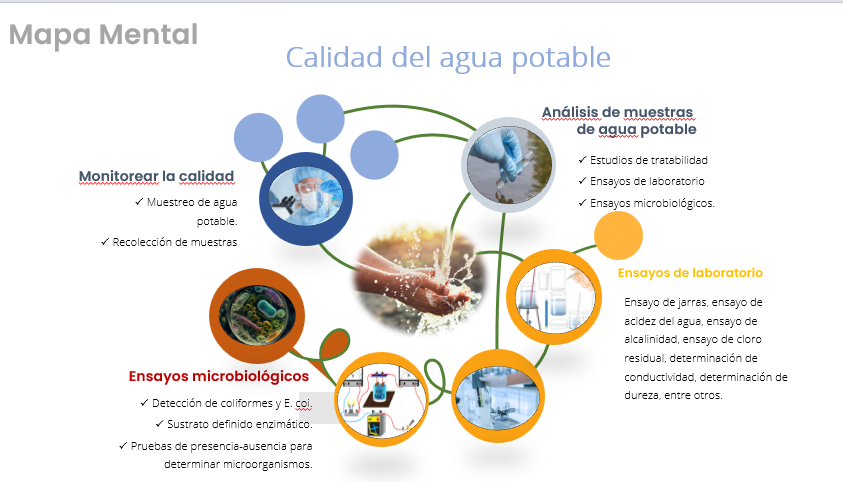 Mapa Mental
Calidad del agua potable
Monitorear la calidad
✓ Muestreo de agua
potable.
✓ Recolección de muestras
Análisis de muestras
de agua potable
✓ Estudios de tratabilidad
✓ Ensayos de laboratorio
✓ Ensayos microbiológicos.
Ensayos de laboratorio
Ensayo de jarras, ensayo de
acidez del agua, ensayo de
alcalinidad, ensayo de cloro
residual, determinación de
conductividad, determinación de
dureza, entre otros.
Ensayos microbiológicos
✓ Detección de coliformes y E. coi.
✓ Sustrato definido enzimático.
✓ Pruebas de presencia-ausencia para
determinar microorganismos.